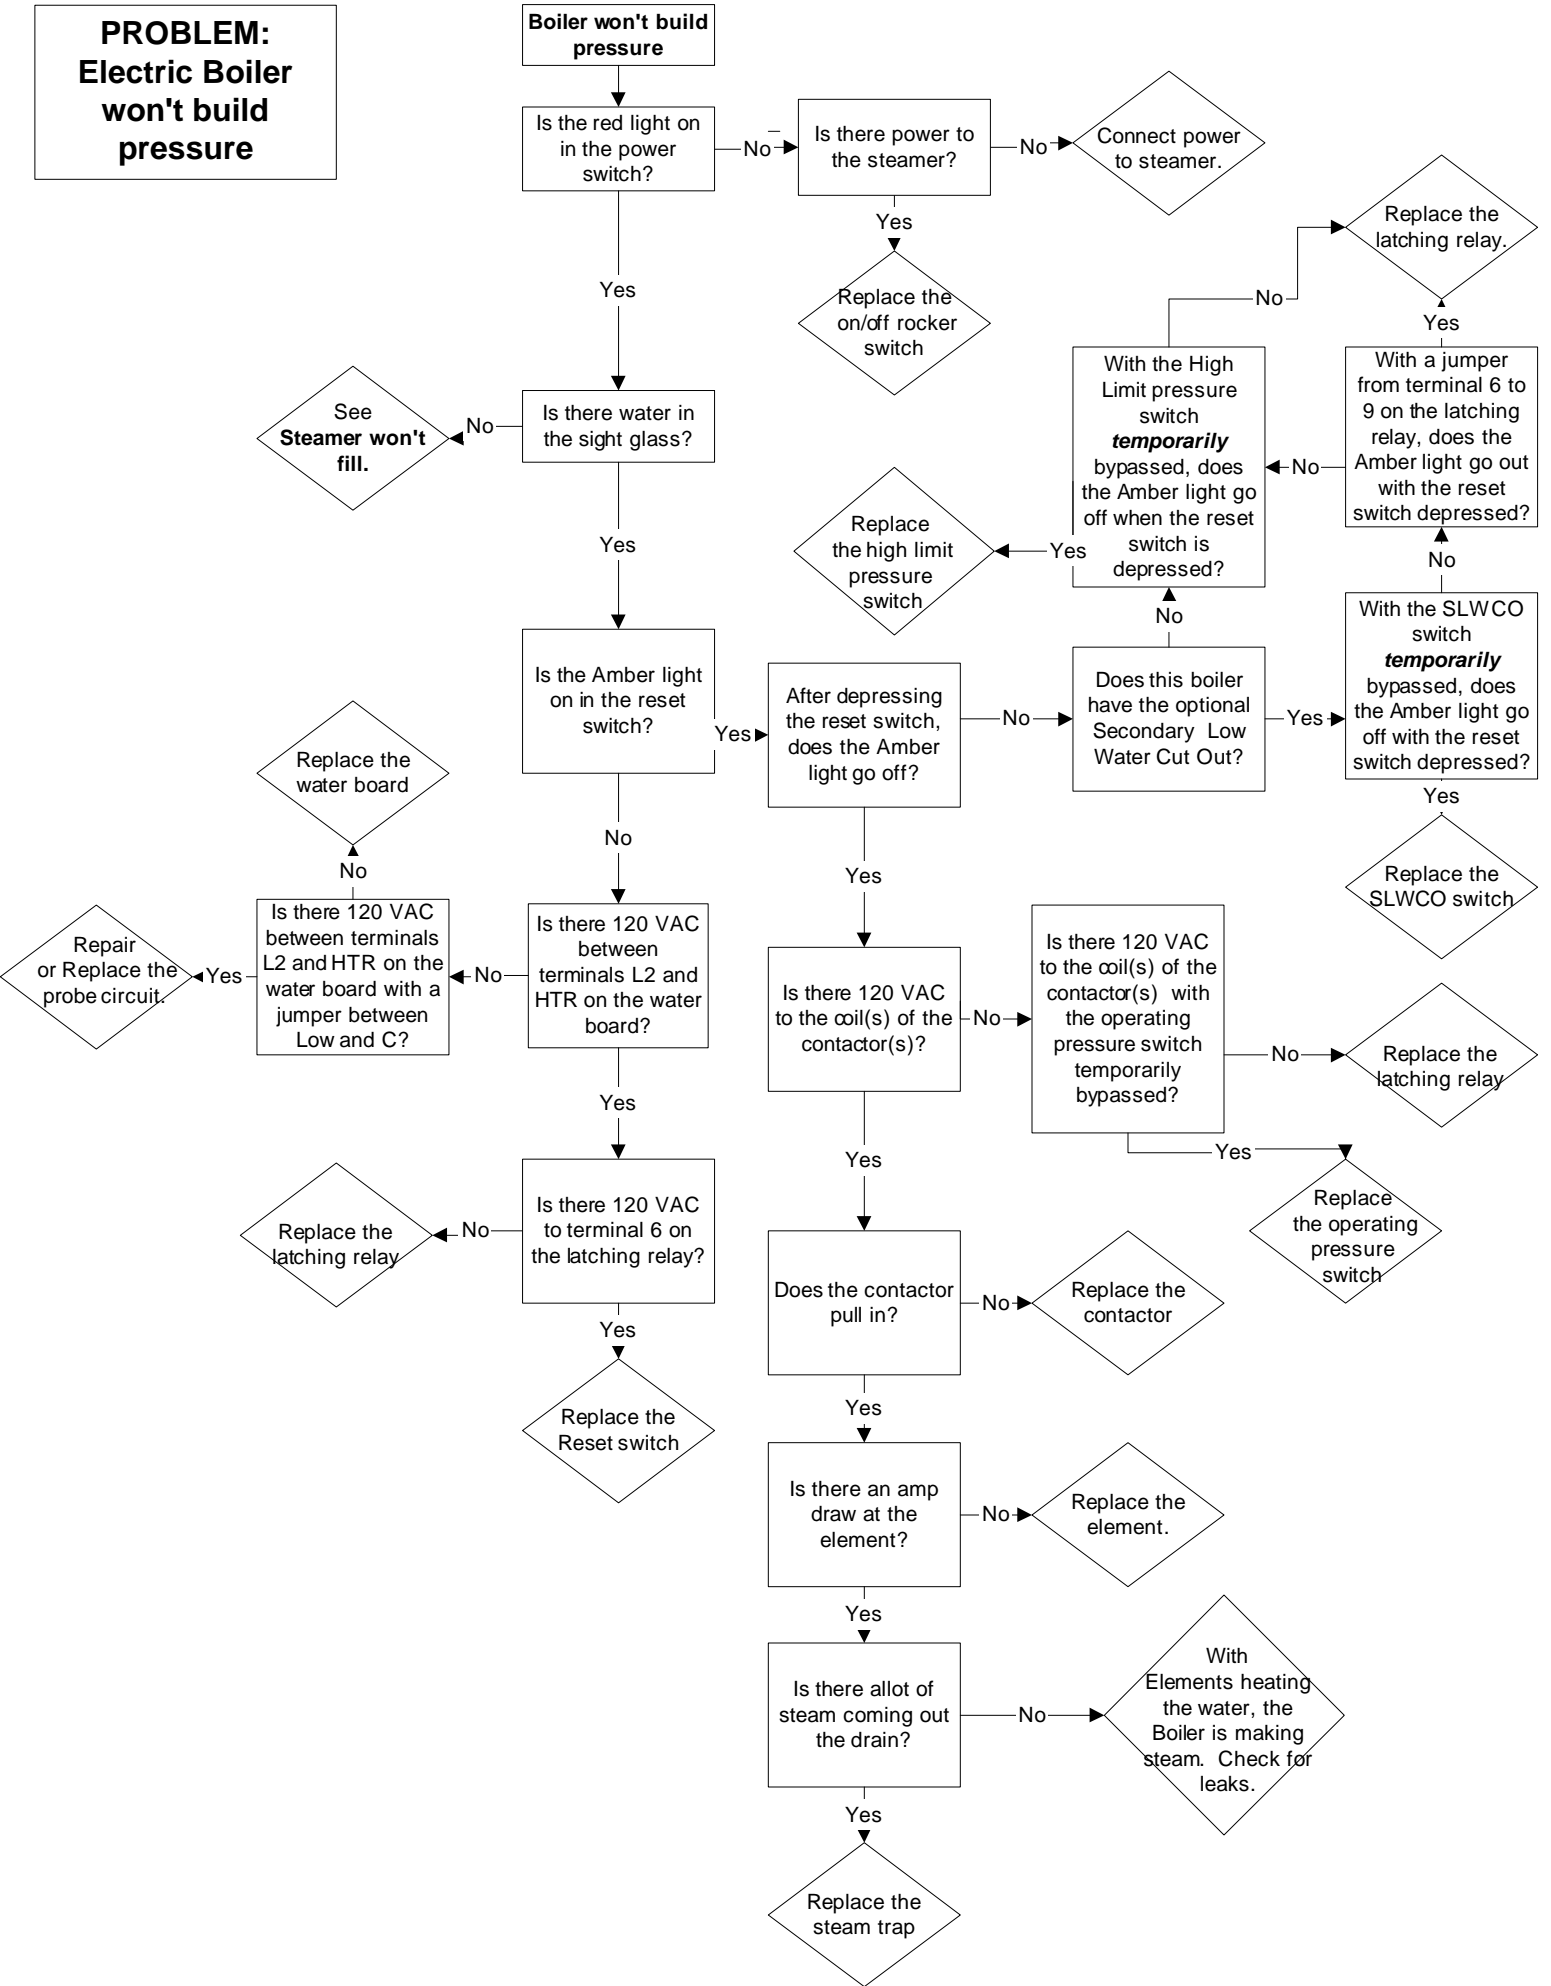 PROBLEM:
Electric Boiler
won't build
pressure
Boiler won't build
pressure
Is the red light on
in the power
switch?
No
Is there power to
the steamer?
No
Connect power
to steamer.
Yes
Replace the
on/off rocker
switch
Yes
Is there water in
the sight glass?
No
See
Steamer won't
fill.
Yes
Is the Amber light
on in the reset
switch?
Yes
After depressing
the reset switch,
does the Amber
light go off?
No
Does this boiler
have the optional
Secondary Low
Water Cut Out?
Yes
With the SLWCO
switch
temporarily
bypassed, does
the Amber light go
off with the reset
switch depressed?
Yes
Replace the
SLWCO switch
No
With a jumper
from terminal 6 to
9 on the latching
relay, does the
Amber light go out
with the reset
switch depressed?
Yes
Replace the
latching relay.
No
No
With the High
Limit pressure
switch
temporarily
bypassed, does
the Amber light go
off when the reset
switch is
depressed?
No
Yes
Replace
the high limit
pressure
switch
No
Is there 120 VAC
between
terminals L2 and
HTR on the water
board?
No
Is there 120 VAC
between terminals
L2 and HTR on the
water board with a
jumper between
Low and C?
No
Replace the
water board
Yes
Repair
or Replace the
probe circuit.
Yes
Is there 120 VAC
to terminal 6 on
the latching relay?
No
Replace the
latching relay
Yes
Replace the
Reset switch
Yes
Is there 120 VAC
to the coil(s) of the
contactor(s)?
No
Is there 120 VAC
to the coil(s) of the
contactor(s) with
the operating
pressure switch
temporarily
bypassed?
No
Replace the
latching relay
Yes
Replace
the operating
pressure
switch
Yes
Does the contactor
pull in?
No
Replace the
contactor
Yes
Is there an amp
draw at the
element?
No
Replace the
element.
Yes
Is there allot of
steam coming out
the drain?
No
With
Elements heating
the water, the
Boiler is making
steam. Check for
leaks.
Yes
Replace the
steam trap